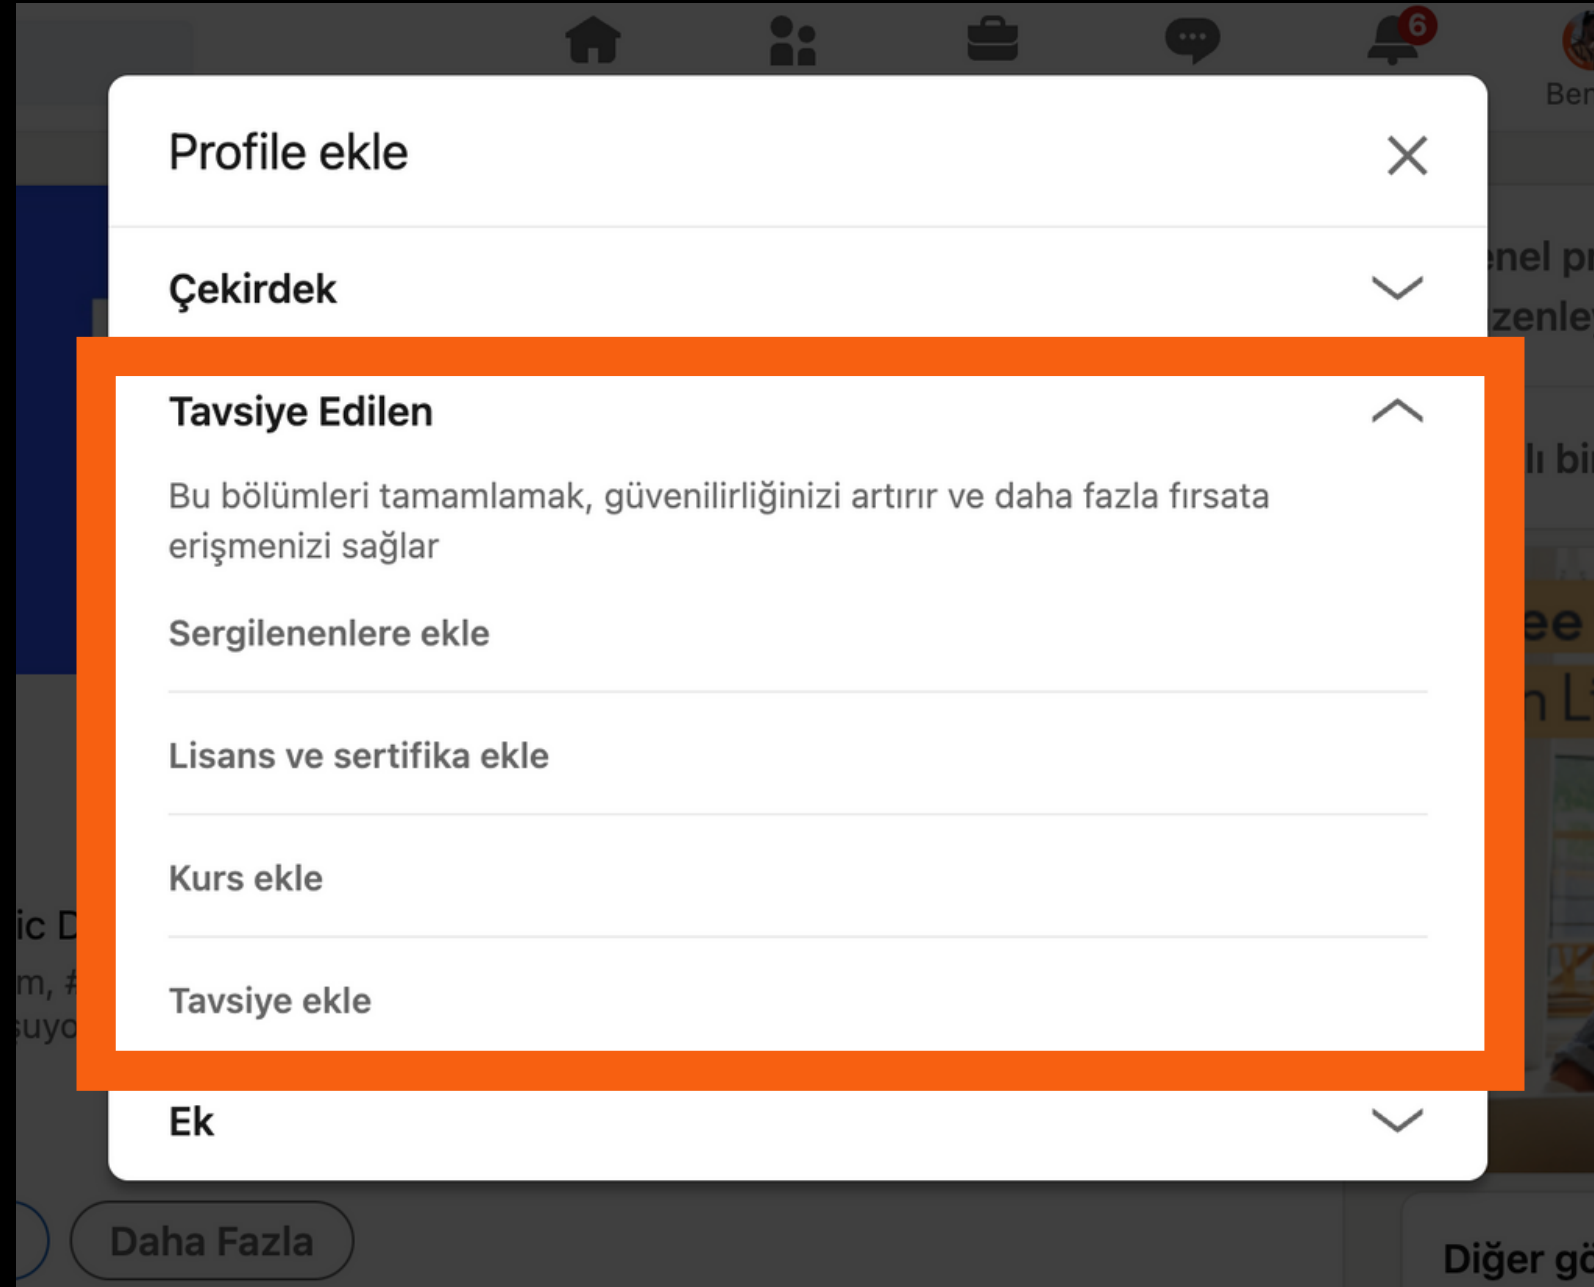 6
Profile ekle
Çekirdek
Tavsiye Edilen
Bu bölümleri tamamlamak, güvenilirliğinizi artırır ve daha fazla fırsata
erişmenizi sağlar
Sergilenenlere ekle
Lisans ve sertifika ekle
Kurs ekle
Tavsiye ekle
Ek
Daha Fazla
Diğer